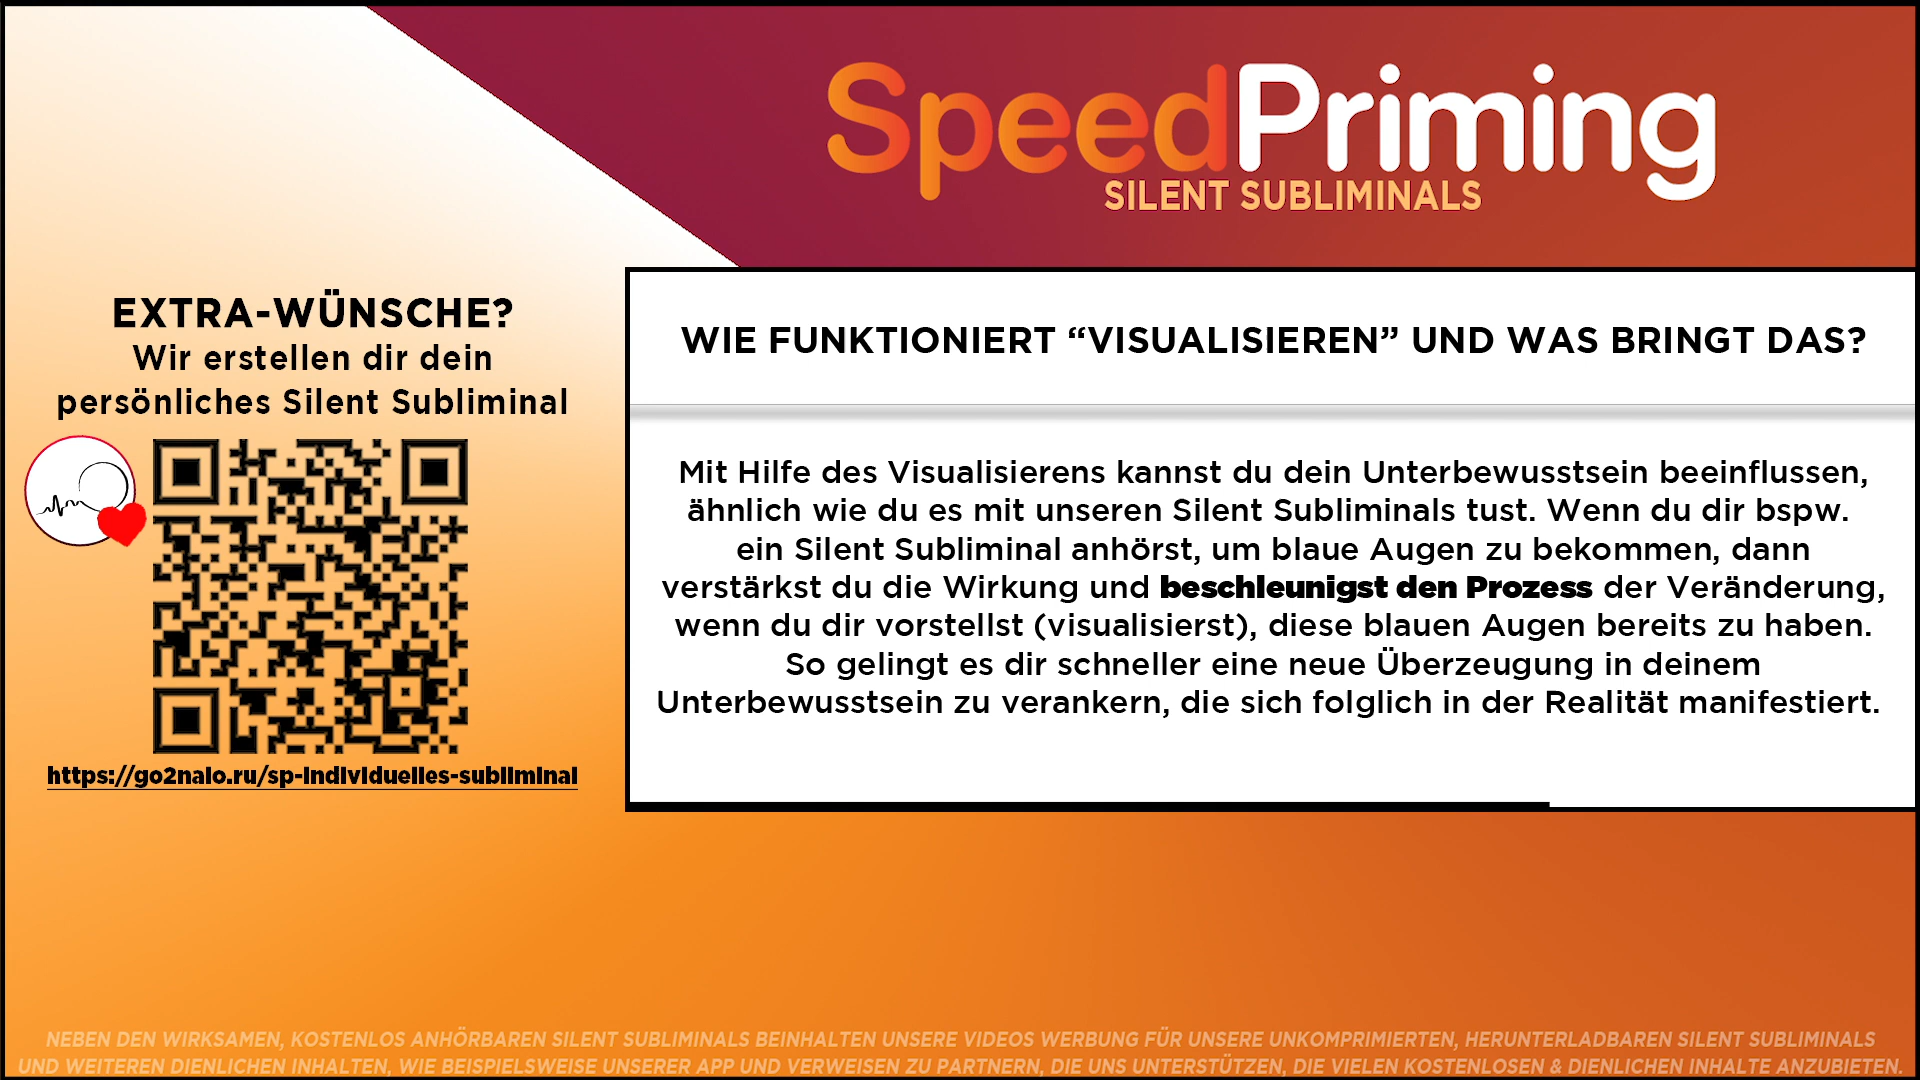 SpeedPriming
SILENT SUBLIMINALS
EXTRA-WÜNSCHE?
Wir erstellen dir dein
persönliches Silent Subliminal
https://go2nalo.ru/sp-individuelles-subliminal
WIE FUNKTIONIERT “VISUALISIEREN” UND WAS BRINGT DAS?
Mit Hilfe des Visualisierens kannst du dein Unterbewusstsein beeinflussen,
ähnlich wie du es mit unseren Silent Subliminals tust. Wenn du dir bspw.
ein Silent Subliminal anhörst, um blaue Augen zu bekommen, dann
verstärkst du die Wirkung und beschleunigst den Prozess der Veränderung,
wenn du dir vorstellst (visualisierst), diese blauen Augen bereits zu haben.
So gelingt es dir schneller eine neue Überzeugung in deinem
Unterbewusstsein zu verankern, die sich folglich in der Realität manifestiert.
NEBEN DEN WIRKSAMEN, KOSTENLOS ANHÖRBAREN SILENT SUBLIMINALS BEINHALTEN UNSERE VIDEOS WERBUNG FÜR UNSERE UNKOMPRIMIERTEN, HERUNTERLADBAREN SILENT SUBLIMINALS
UND WEITEREN DIENLICHEN INHALTEN, WIE BEISPIELSWEISE UNSERER APP UND VERWEISEN ZU PARTNERN, DIE UNS UNTERSTÜTZEN, DIE VIELEN KOSTENLOSEN & DIENLICHEN INHALTE ANZUBIETEN.